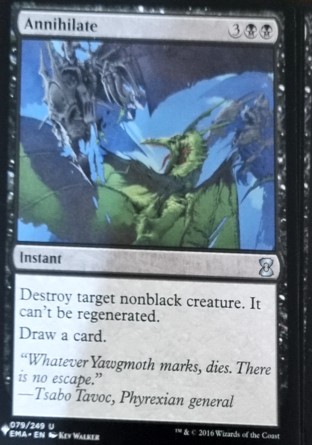 Annihilate 3
Instant
Destroy target nonblack creature. It
can't be regenerated.
Draw a card.
"Whatever Yawgmoth marks, dies. There
is no escape."
—Tsabo Tavoc, Phyrexian general
079/249 U
EMA • EN Kev Walker
™ & © 2016 Wizards of the Coast